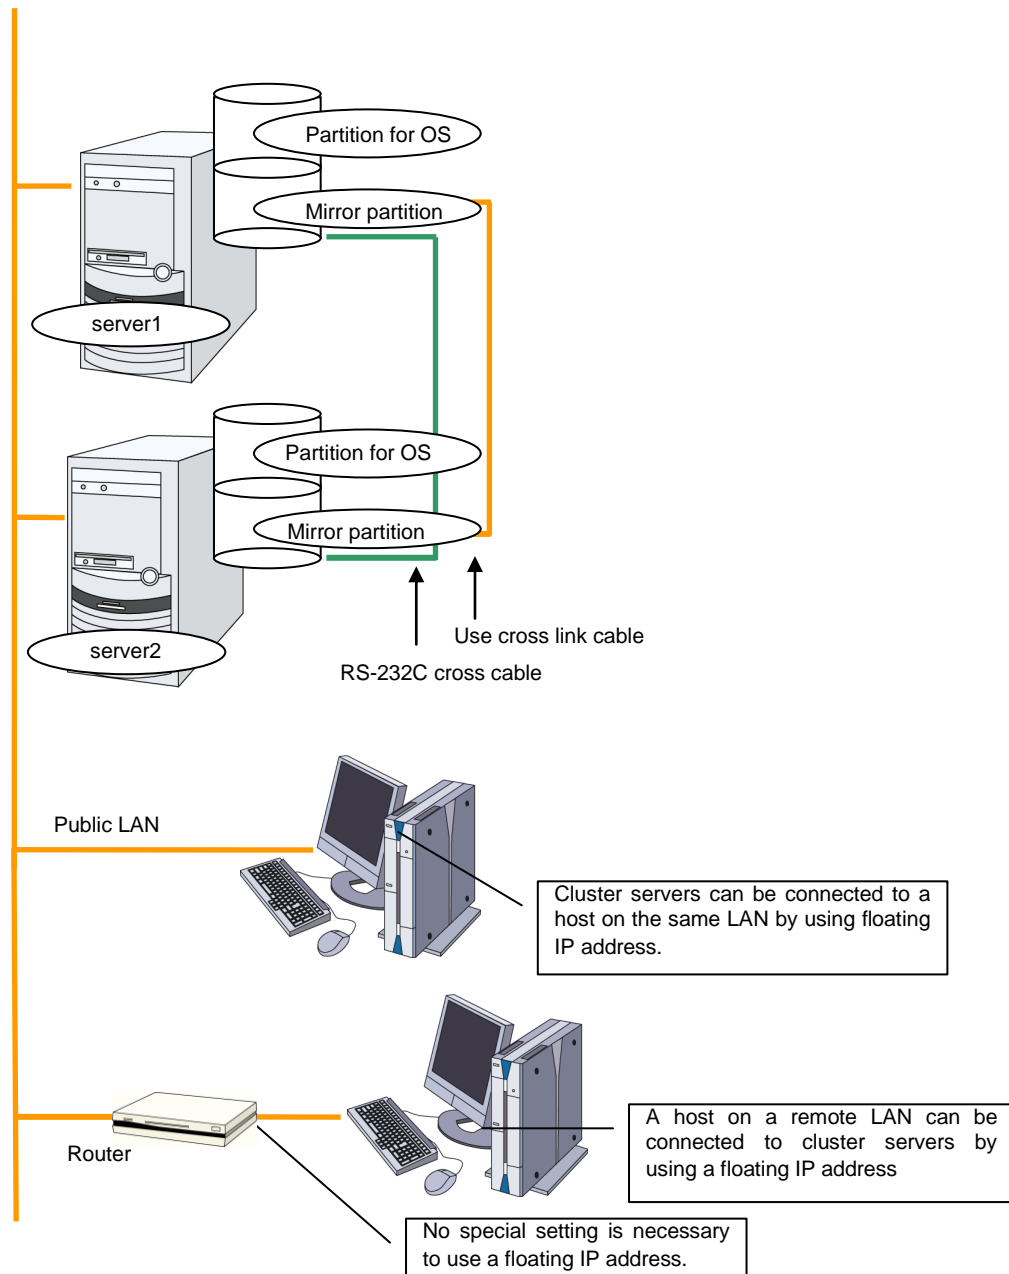 Partition for OS
Mirror partition
server1
Partition for OS
Mirror partition
server2
Use cross link cable
RS-232C cross cable
Public LAN
Cluster servers can be connected to a
host on the same LAN by using floating
IP address.
Router
A host on a remote LAN can be
connected to cluster servers by
using a floating IP address
No special setting is necessary
to use a floating IP address.